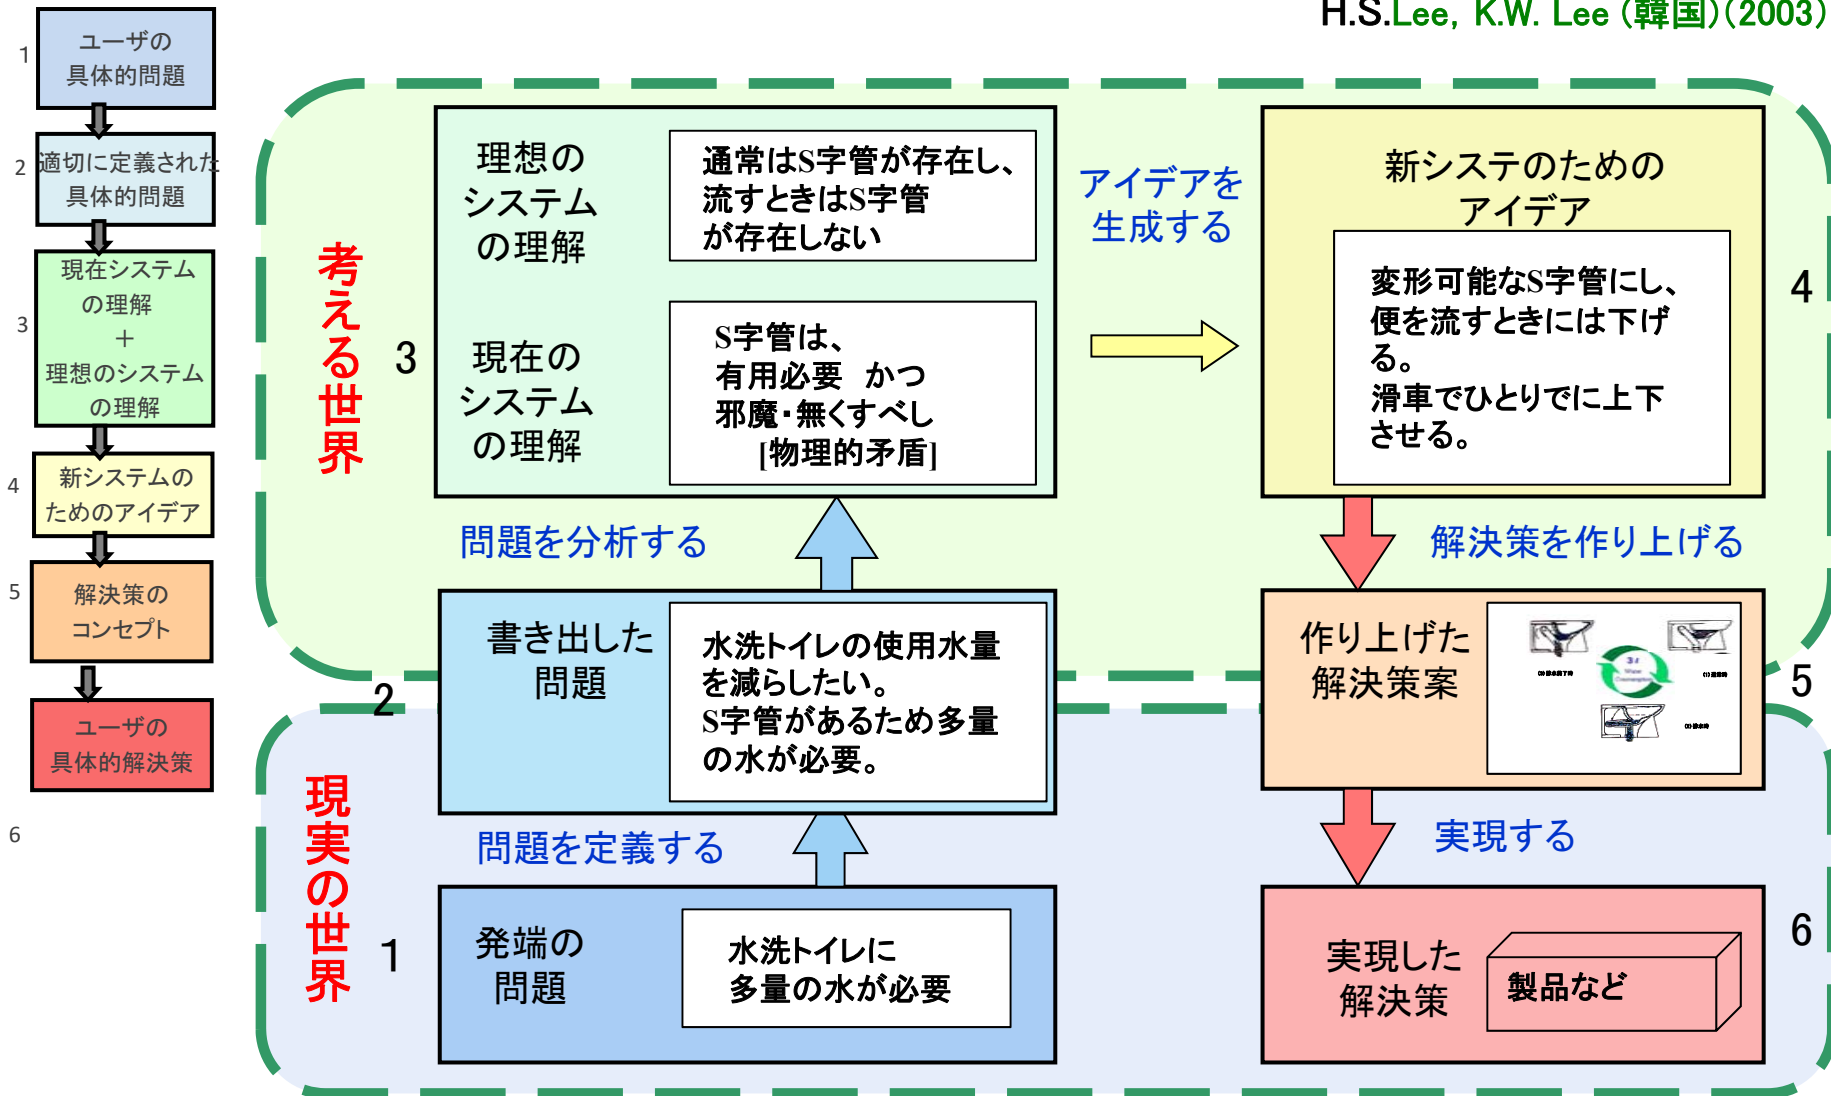 H.S.Lee, K.W. Lee (韓国)(2003)
1
ユーザの
具体的問題
2
適切に定義された
具体的問題
3
現在システム
の理解
+
理想のシステム
の理解
4
新システムの
ためのアイデア
5
解決策の
コンセプト
ユーザの
具体的解決策
6
考える世界
3
理想の
システム
の理解
通常はS字管が存在し、
流すときはS字管
が存在しない
現在の
システム
の理解
S字管は、
有用必要 かつ
邪魔・無くすべし
[物理的矛盾]
アイデアを
生成する
新システのための
アイデア
変形可能なS字管にし、
便を流すときには下げ
る。
滑車でひとりでに上下
させる。
4
問題を分析する
解決策を作り上げる
2
書き出した
問題
水洗トイレの使用水量
を減らしたい。
S字管があるため多量
の水が必要。
作り上げた
解決策案
5
現実の世界
問題を定義する
実現する
1
発端の
問題
水洗トイレに
多量の水が必要
実現した
解決策
製品など
6